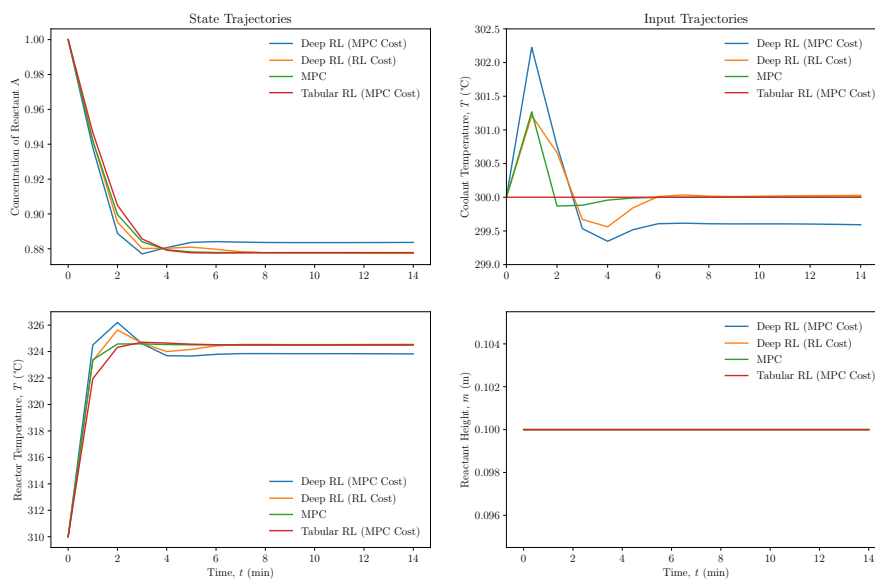 State Trajectories
1.00
0.98
0.96
0.94
0.92
0.90
0.88
Concentration of Reactant A
0 2 4 6 8 10 12 14
Deep RL (MPC Cost)
Deep RL (RL Cost)
MPC
Tabular RL (MPC Cost)
Input Trajectories
302.5
302.0
301.5
301.0
300.5
300.0
299.5
299.0
Coolant Temperature, T (°C)
0 2 4 6 8 10 12 14
Deep RL (MPC Cost)
Deep RL (RL Cost)
MPC
Tabular RL (MPC Cost)
326
324
322
320
318
316
314
312
310
Reactor Temperature, T (°C)
0 2 4 6 8 10 12 14
Time, t (min)
Deep RL (MPC Cost)
Deep RL (RL Cost)
MPC
Tabular RL (MPC Cost)
0.104
0.102
0.100
0.098
0.096
Reactant Height, m (m)
0 2 4 6 8 10 12 14
Time, t (min)
Deep RL (MPC Cost)
Deep RL (RL Cost)
MPC
Tabular RL (MPC Cost)